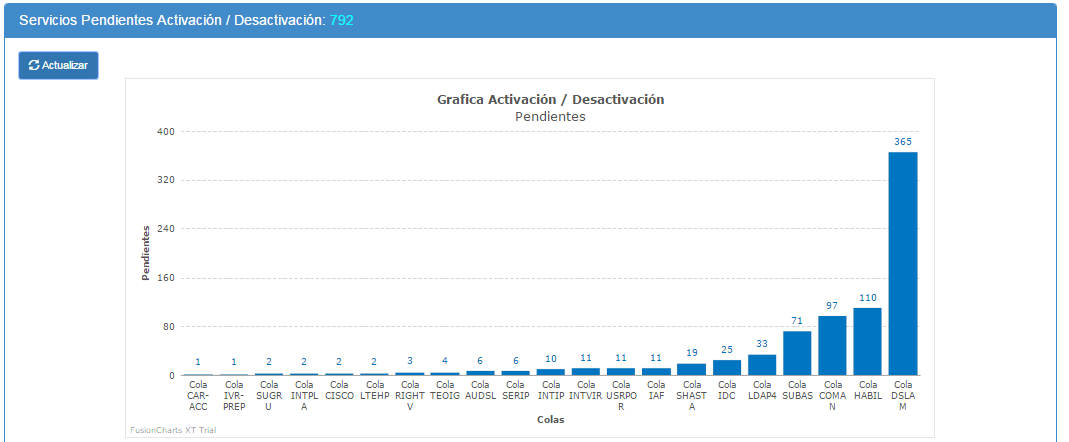 Servicios Pendientes Activación / Desactivación: 792
Actualizar
Grafica Activación / Desactivación
Pendientes
400
320
240
160
80
0
Pendientes
1 1 2 2 2 2 3 4 6 6 10 11 11 11 19 25 33 71 97 110 365
Cola Cola Cola Cola Cola Cola Cola Cola Cola Cola Cola Cola Cola Cola Cola Cola Cola Cola Cola Cola Cola
CAR- IVR- SUGR INTPL CISCO LTEHP RIGHT TEOIG AUDSL SERIP INTIP INTVIR USRPO IAF SHAST IDC LDAP4 SUBAS COMA HABIL DSLA
ACC PREP U A V R A N M
Colas
FusionCharts XT Trial